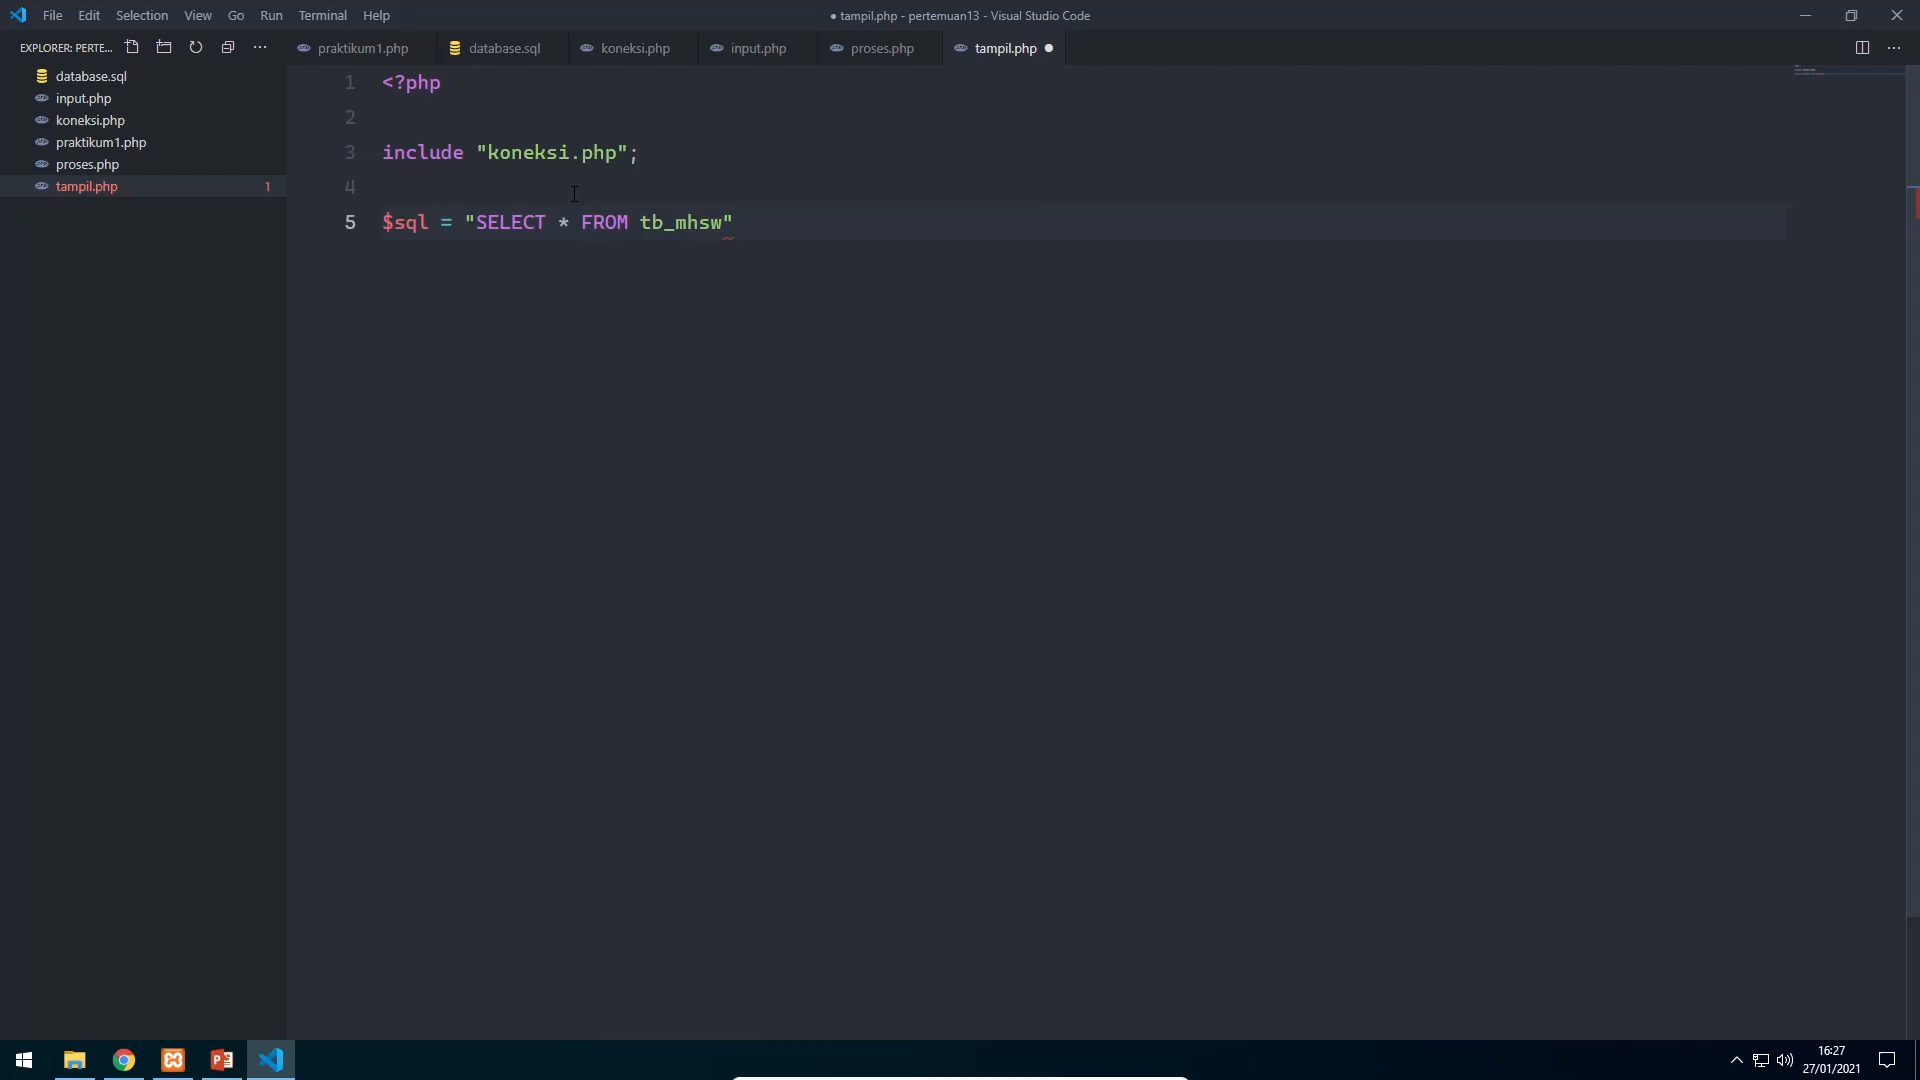 File Edit Selection View Go Run Terminal Help
● tampil.php - pertemuan13 - Visual Studio Code
EXPLORER: PERTE...
praktikum1.php database.sql koneksi.php input.php proses.php tampil.php
database.sql
input.php
koneksi.php
praktikum1.php
proses.php
tampil.php 1
1 <?php
2
3 include "koneksi.php";
4
5 $sql = "SELECT * FROM tb_mhsw"
16:27
27/01/2021